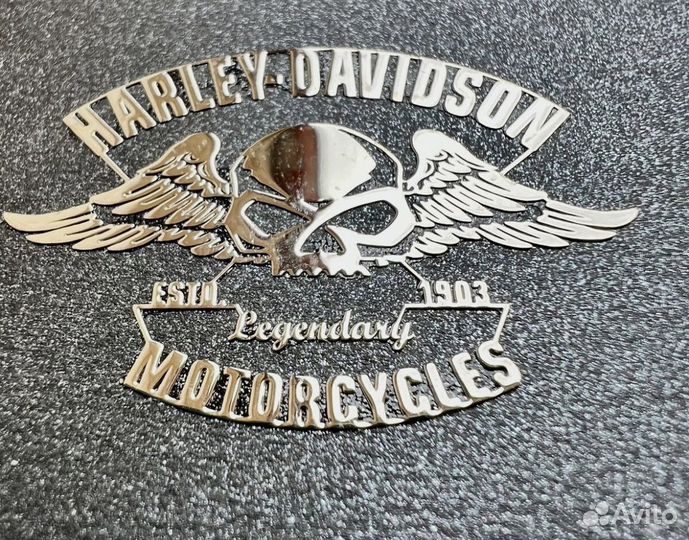 HARLEY-DAVIDSON
ESTD. 1903
Legendary
MOTORCYCLES
Avito